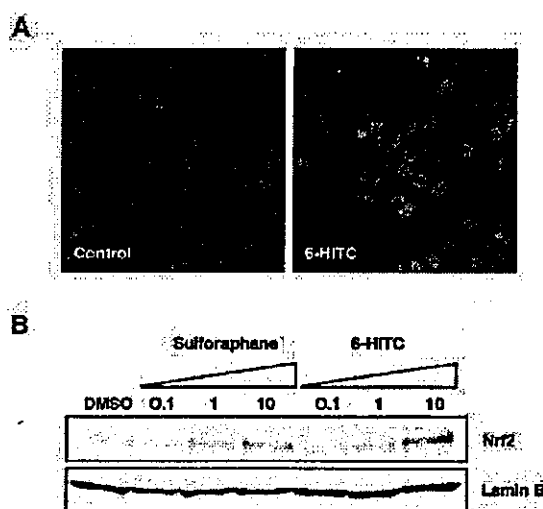 A
Control 6-HITC
B
Sulforaphane 6-HITC
DMSO 0.1 1 10 0.1 1 10
Nrf2
Lamin B